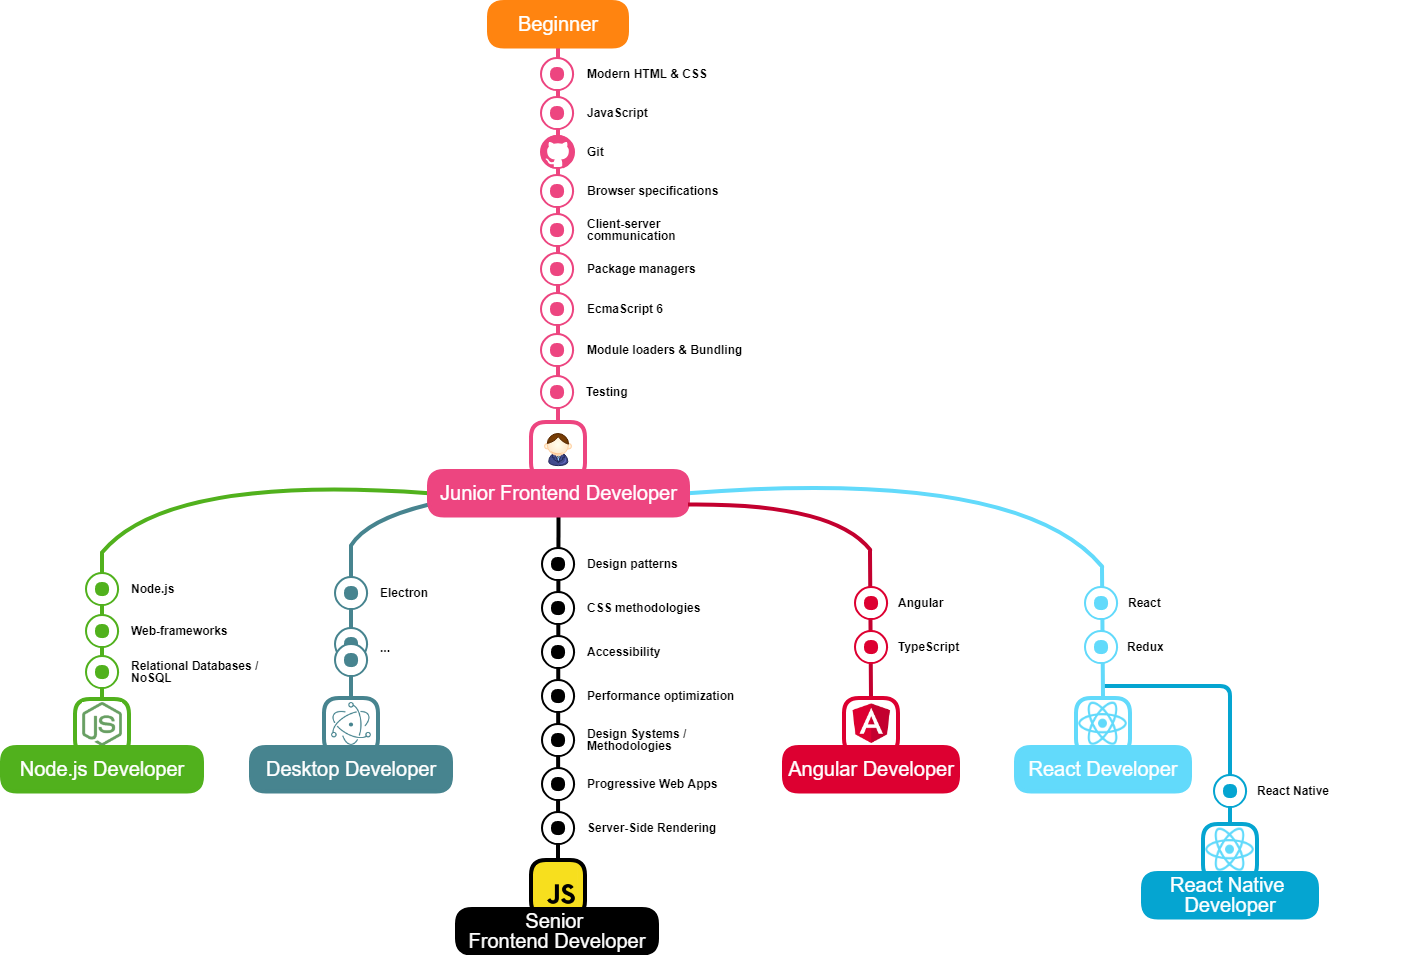 Beginner
Modern HTML & CSS
JavaScript
Git
Browser specifications
Client-server
communication
Package managers
EcmaScript 6
Module loaders & Bundling
Testing
Junior Frontend Developer
Node.js
Web-frameworks
Relational Databases /
NoSQL
JS
Node.js Developer
Electron
...
Desktop Developer
Design patterns
CSS methodologies
Accessibility
Performance optimization
Design Systems /
Methodologies
Progressive Web Apps
Server-Side Rendering
JS
Senior
Frontend Developer
Angular
TypeScript
A
Angular Developer
React
Redux
React Developer
React Native
React Native
Developer